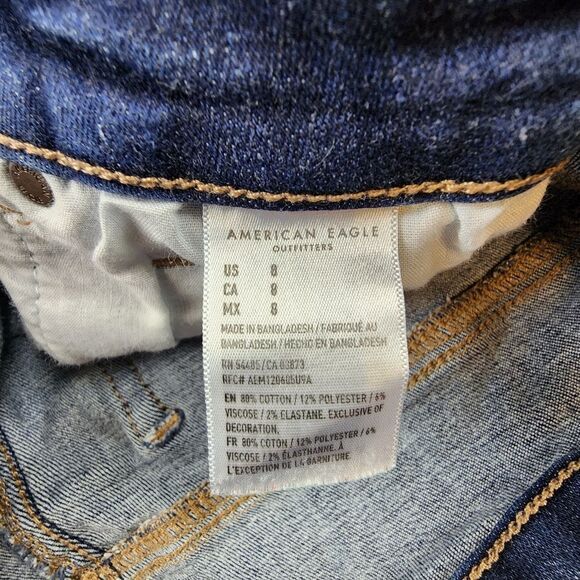 AMERICAN EAGLE
OUTFITTERS
US 8
CA 8
MX 8
MADE IN BANGLADESH / FABRIQUÉ AU
BANGLADESH / HECHO EN BANGLADESH
RN 54485 / CA 03873
RFC# AEM120605U9A
EN 80% COTTON / 12% POLYESTER / 6%
VISCOSE / 2% ELASTANE. EXCLUSIVE OF
DECORATION.
FR 80% COTON / 12% POLYESTER / 6%
VISCOSE / 2% ÉLASTHANNE. À
L'EXCEPTION DE LA GARNITURE.